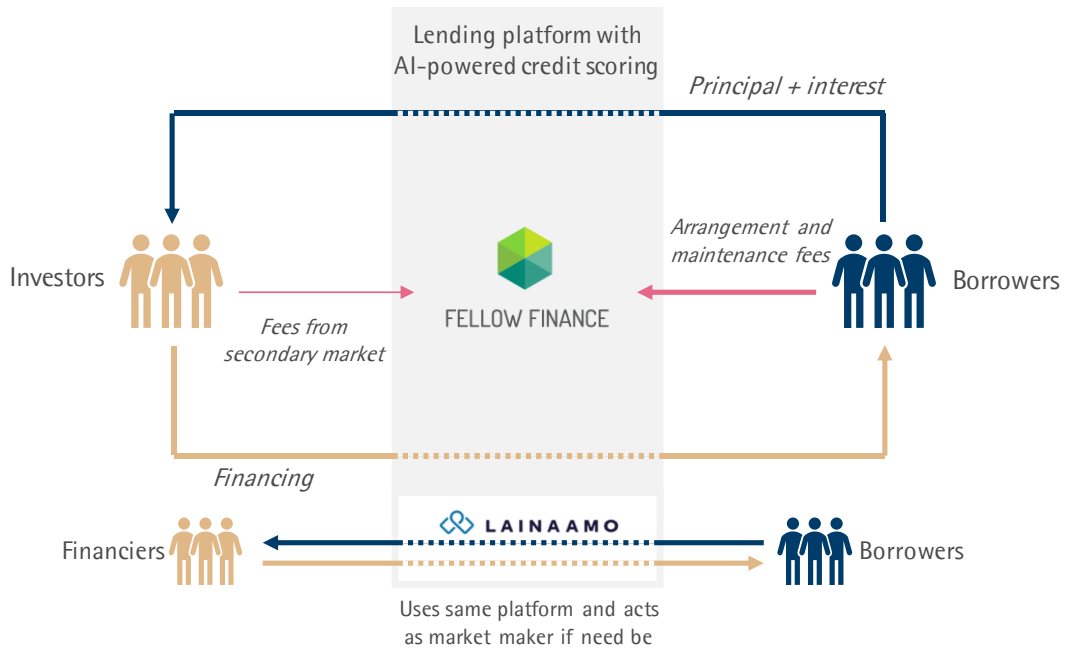 Lending platform with
AI-powered credit scoring
Principal + interest
Investors
Arrangement and
maintenance fees
Borrowers
FELLOW FINANCE
Fees from
secondary market
Financing
LAINAAMO
Financiers
Borrowers
Uses same platform and acts
as market maker if need be